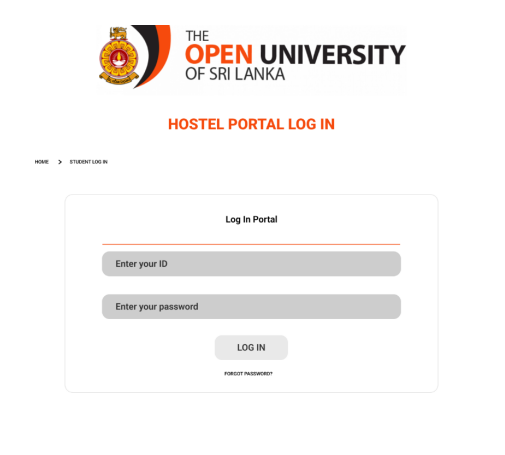 THE
OPEN UNIVERSITY
OF SRI LANKA
HOSTEL PORTAL LOG IN
HOME > STUDENT LOG IN
Log In Portal
Enter your ID
Enter your password
LOG IN
FORGOT PASSWORD?